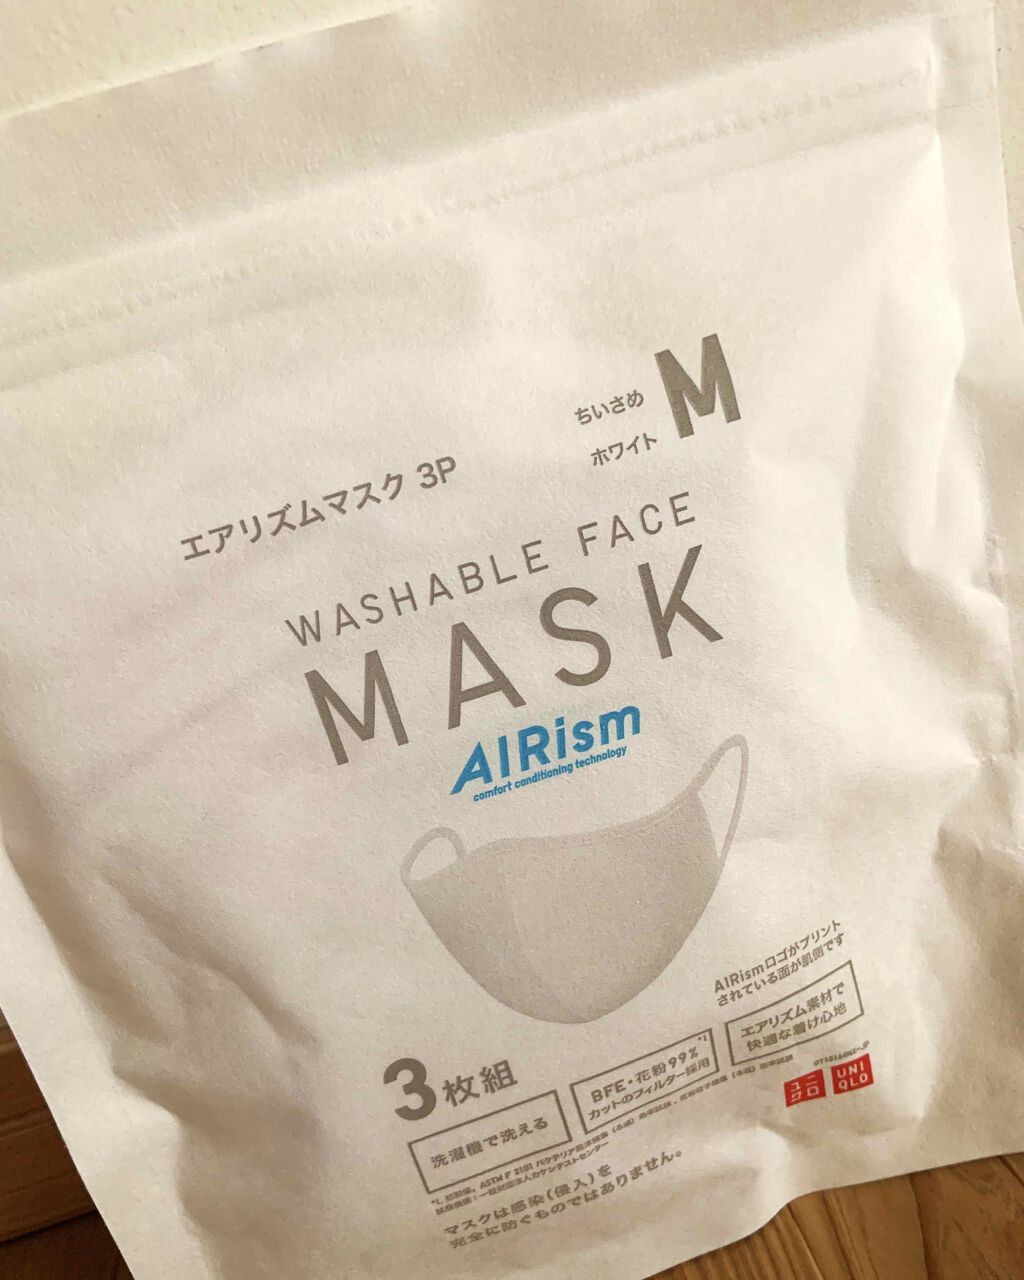 ちいさめ
ホワイト
M
エアリズムマスク 3P
WASHABLE FACE
MASK
AIRism
comfort conditioning technology
AIRismロゴがプリント
されている面が肌側です
3枚組
洗濯機で洗える
BFE・花粉99%*1
カットのフィルター採用
エアリズム素材で
快適な着け心地
ユニ
クロ
UNI
QLO
マスクは感染(侵入)を
完全に防ぐものではありません。